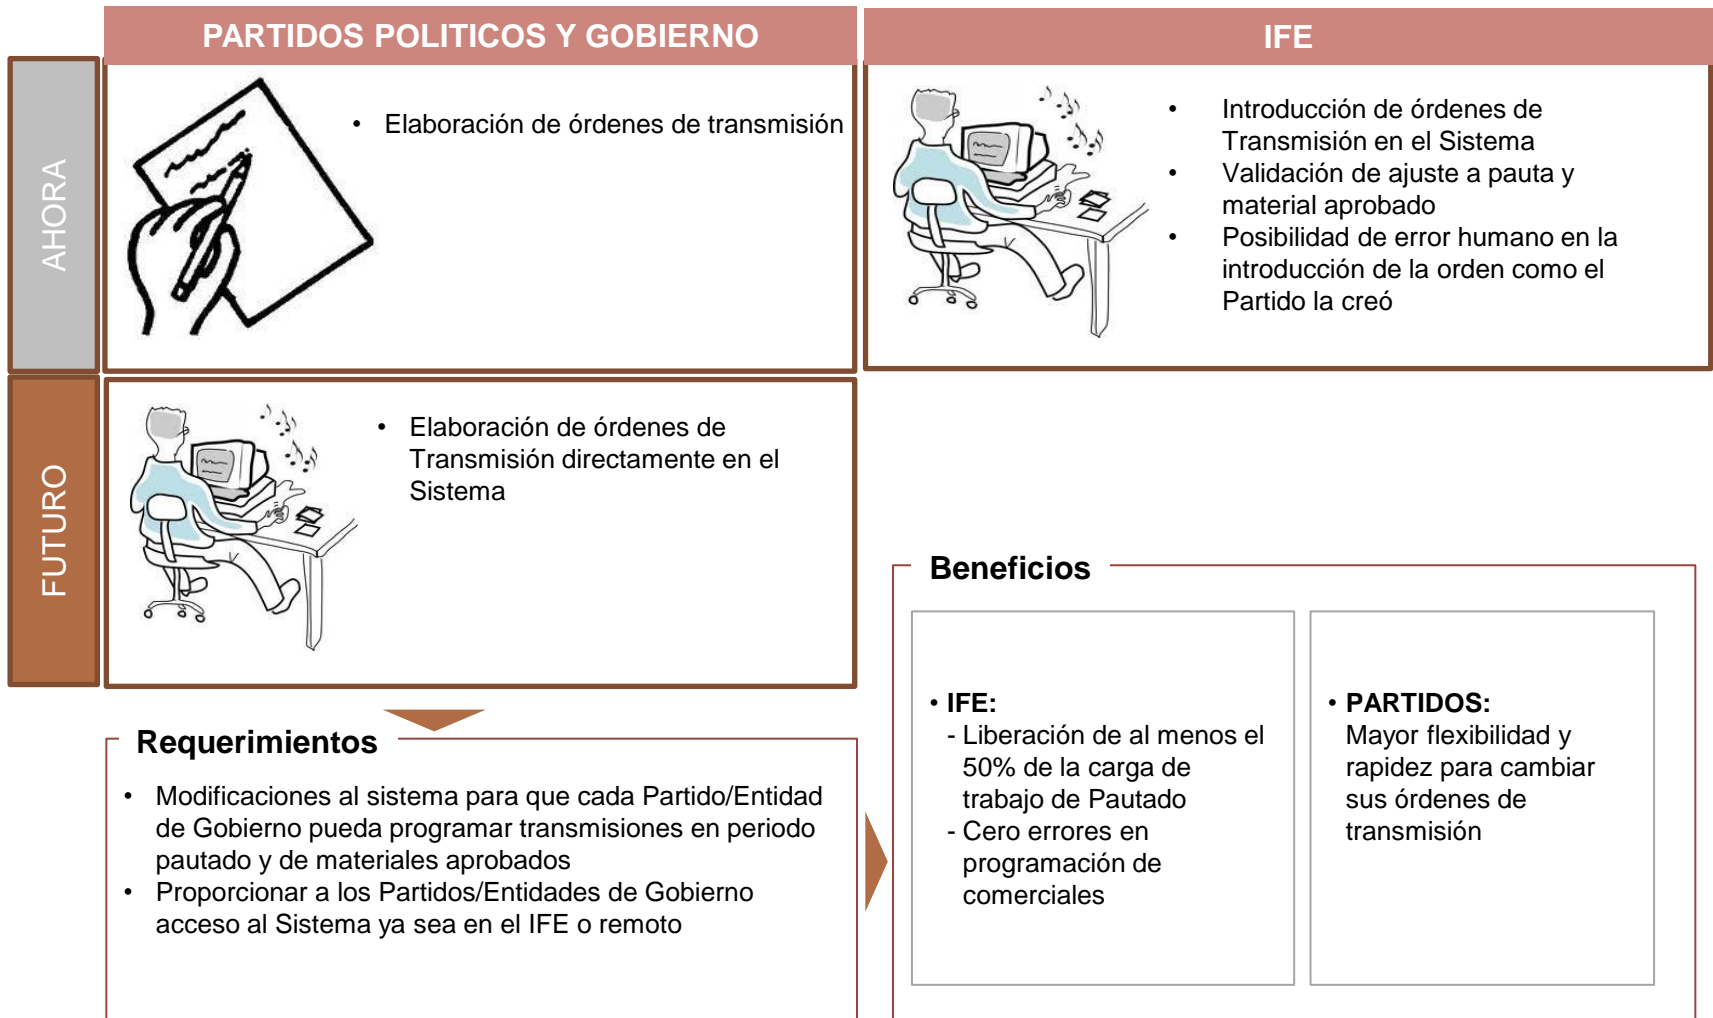 PARTIDOS POLITICOS Y GOBIERNO
IFE
AHORA
• Elaboración de órdenes de transmisión
• Introducción de órdenes de
Transmisión en el Sistema
• Validación de ajuste a pauta y
material aprobado
• Posibilidad de error humano en la
introducción de la orden como el
Partido la creó
FUTURO
• Elaboración de órdenes de
Transmisión directamente en el
Sistema
Requerimientos
• Modificaciones al sistema para que cada Partido/Entidad
de Gobierno pueda programar transmisiones en periodo
pautado y de materiales aprobados
• Proporcionar a los Partidos/Entidades de Gobierno
acceso al Sistema ya sea en el IFE o remoto
Beneficios
• IFE:
- Liberación de al menos el
50% de la carga de
trabajo de Pautado
- Cero errores en
programación de
comerciales
• PARTIDOS:
Mayor flexibilidad y
rapidez para cambiar
sus órdenes de
transmisión